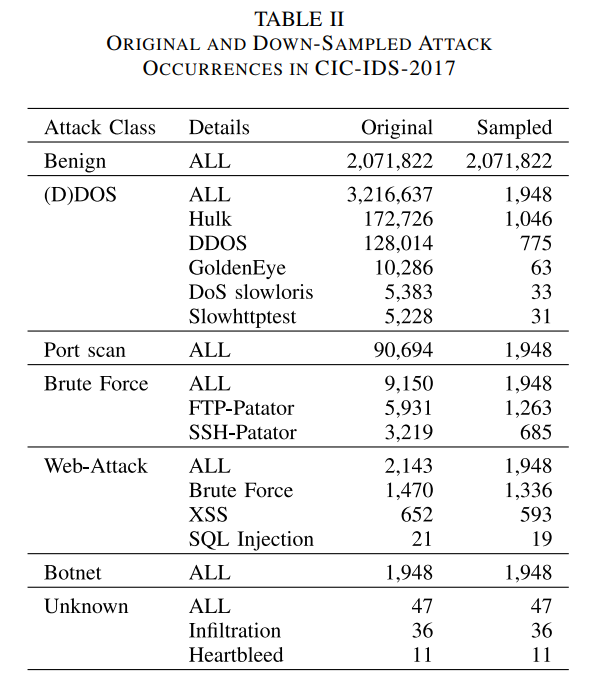 TABLE II
ORIGINAL AND DOWN-SAMPLED ATTACK
OCCURRENCES IN CIC-IDS-2017
Attack Class Details Original Sampled
Benign ALL 2,071,822 2,071,822
(D)DOS ALL 3,216,637 1,948
Hulk 172,726 1,046
DDOS 128,014 775
GoldenEye 10,286 63
DoS slowloris 5,383 33
Slowhttptest 5,228 31
Port scan ALL 90,694 1,948
Brute Force ALL 9,150 1,948
FTP-Patator 5,931 1,263
SSH-Patator 3,219 685
Web-Attack ALL 2,143 1,948
Brute Force 1,470 1,336
XSS 652 593
SQL Injection 21 19
Botnet ALL 1,948 1,948
Unknown ALL 47 47
Infiltration 36 36
Heartbleed 11 11